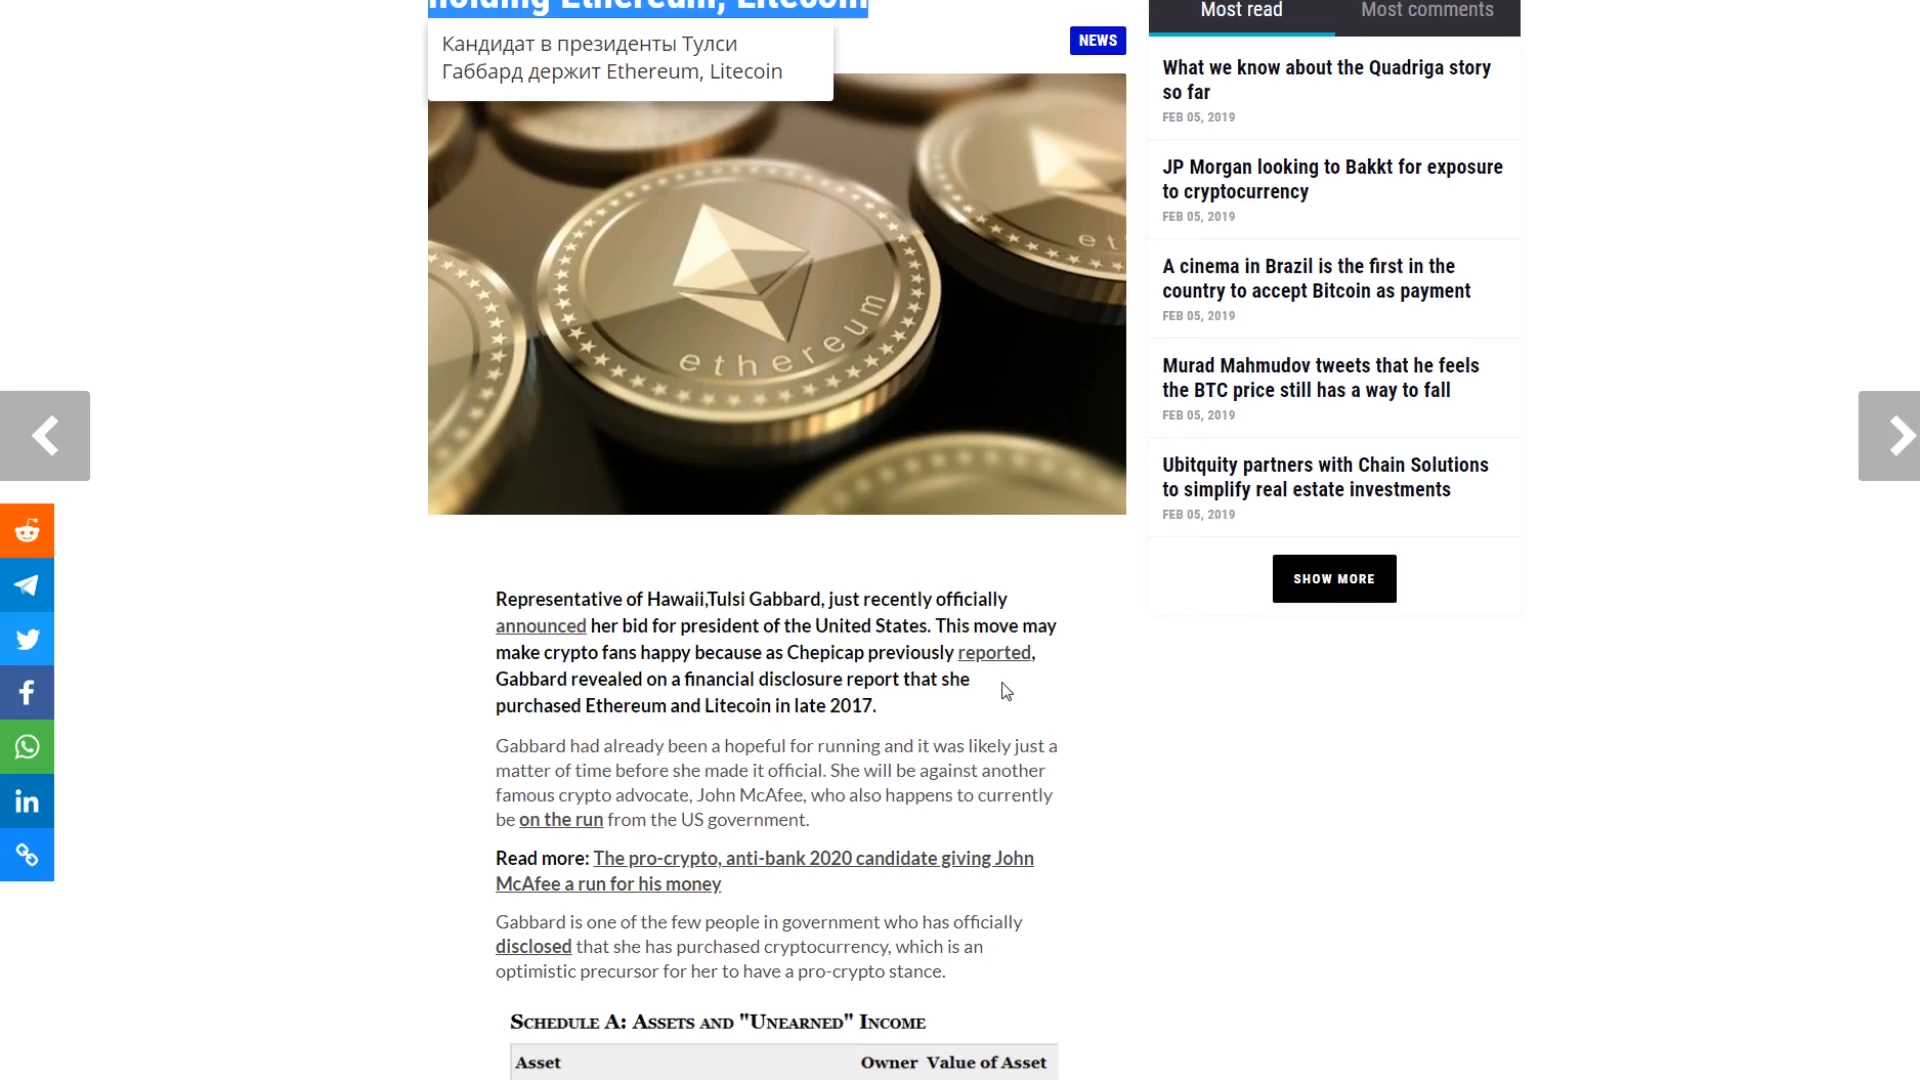 holding Ethereum, Litecoin
Кандидат в президенты Тулси
Габбард держит Ethereum, Litecoin
NEWS
ethereum
et
Representative of Hawaii,Tulsi Gabbard, just recently officially
announced her bid for president of the United States. This move may
make crypto fans happy because as Chepicap previously reported,
Gabbard revealed on a financial disclosure report that she
purchased Ethereum and Litecoin in late 2017.
Gabbard had already been a hopeful for running and it was likely just a
matter of time before she made it official. She will be against another
famous crypto advocate, John McAfee, who also happens to currently
be on the run from the US government.
Read more: The pro-crypto, anti-bank 2020 candidate giving John
McAfee a run for his money
Gabbard is one of the few people in government who has officially
disclosed that she has purchased cryptocurrency, which is an
optimistic precursor for her to have a pro-crypto stance.
Schedule A: Assets and "Unearned" Income
Asset Owner Value of Asset
Most read Most comments
What we know about the Quadriga story
so far
FEB 05, 2019
JP Morgan looking to Bakkt for exposure
to cryptocurrency
FEB 05, 2019
A cinema in Brazil is the first in the
country to accept Bitcoin as payment
FEB 05, 2019
Murad Mahmudov tweets that he feels
the BTC price still has a way to fall
FEB 05, 2019
Ubitquity partners with Chain Solutions
to simplify real estate investments
FEB 05, 2019
SHOW MORE